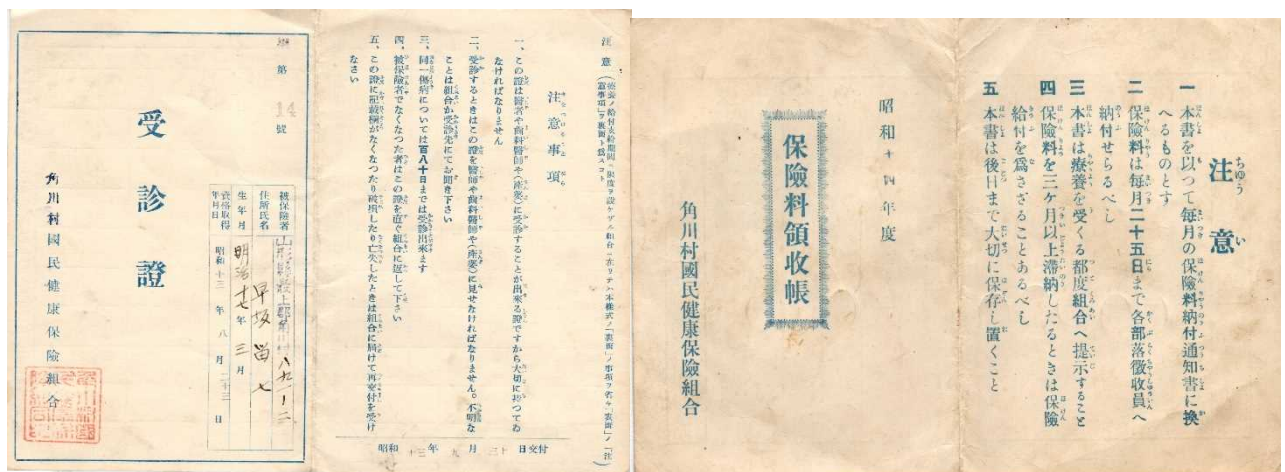 第 14 號
受診證
被保險者
住所氏名
八九一ノ二
早坂留七
生年月
明治十七年 三月
資格取得
年月日
昭和十三年八月二十三日
角川村國民健康保險組合
注意事項
一、この證は醫者や齒科醫師や(產婆)に受診することが出來る證ですから大切に持つてゐ
なければなりません
二、受診するときはこの證を醫師や齒科醫師や(產婆)に見せなければなりません。不明な
ことは組合か受診先にてお聞き下さい
三、同一傷病については百八十日までは受診出來ます
四、被保險者でなくなつた者はこの證を直ぐ組合に返して下さい
五、この證に記載欄がなくなつたり破損したり亡失したときは組合に屆けて再交付を受け
なさい
昭和十三年九月三十日交付
昭和十四年度
保險料領收帳
角川村國民健康保險組合
注意
一 本書を以つて每月の保險料納付通知書に換
へるものとす
二 保險料は每月二十五日まで各部落徵收員へ
納付せらるべし
三 本書は療養を受くる都度組合へ提示すること
四 保險料を三ケ月以上滯納したるときは保險
給付を爲さざることあるべし
五 本書は後日まで大切に保存し置くこと